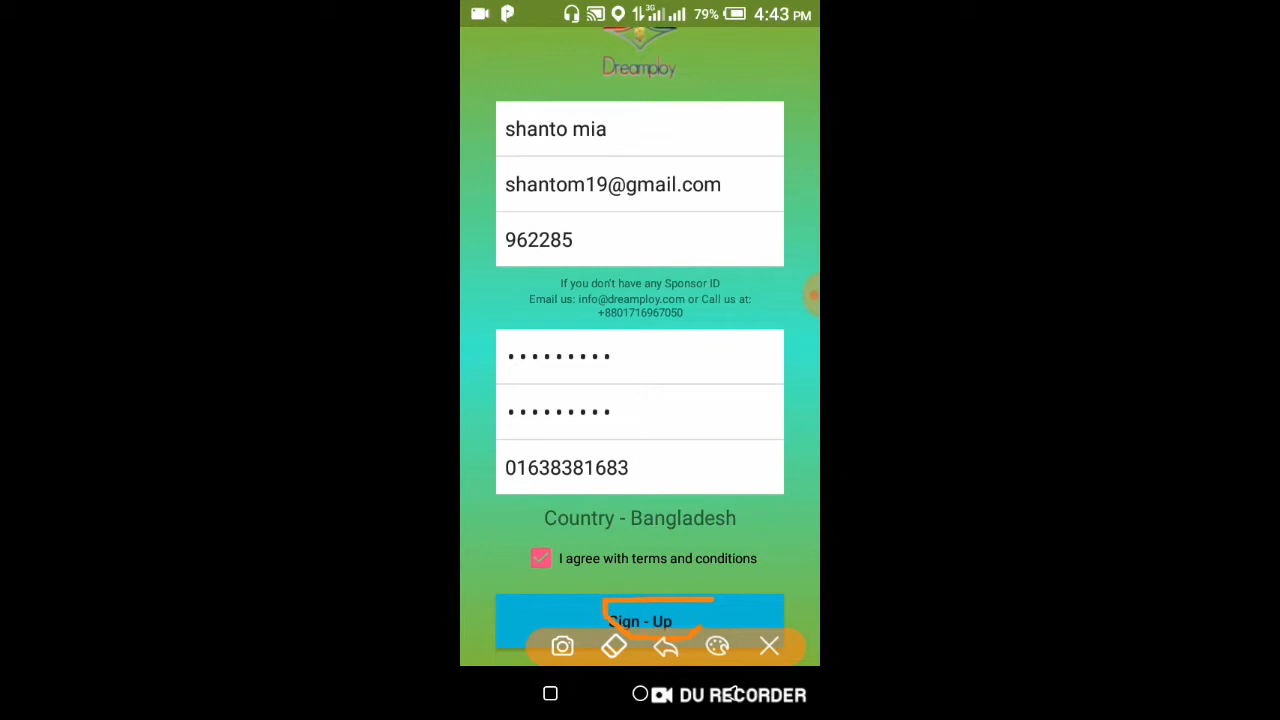 3G
79%
4:43 PM
Dreamploy
shanto mia
shantom19@gmail.com
962285
If you don't have any Sponsor ID
Email us: info@dreamploy.com or Call us at:
+8801716967050
•••••••••
•••••••••
01638381683
Country - Bangladesh
I agree with terms and conditions
Sign - Up
DU RECORDER